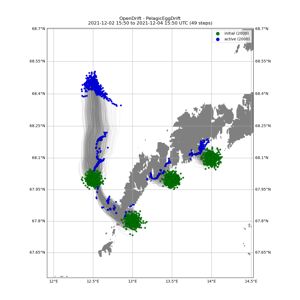 OpenDrift - PelagicEggDrift
2021-12-02 15:50 to 2021-12-04 15:50 UTC (49 steps)
68.7°N 68.7°N
initial (2000)
active (2000)
68.55°N 68.55°N
68.4°N 68.4°N
68.25°N 68.25°N
68.1°N 68.1°N
67.95°N 67.95°N
67.8°N 67.8°N
67.65°N 67.65°N
12°E 12.5°E 13°E 13.5°E 14°E 14.5°E